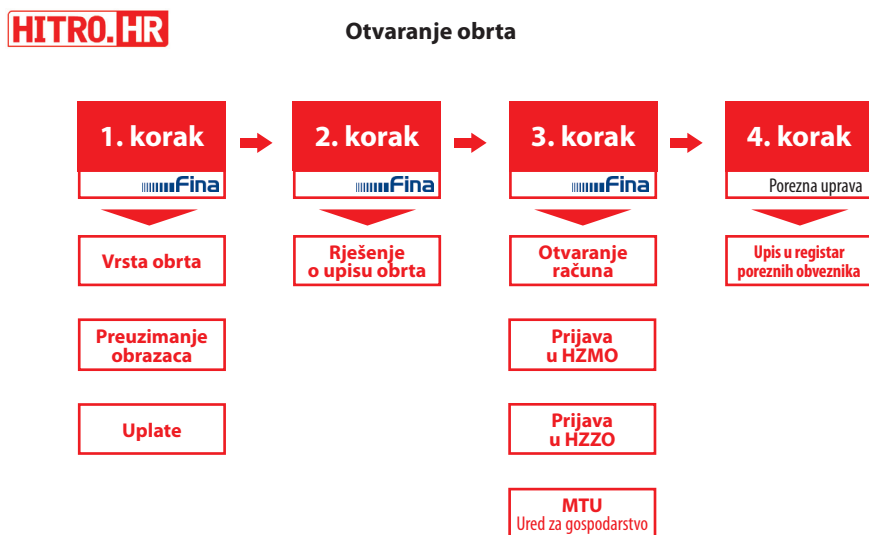 HITRO.HR
Otvaranje obrta
1. korak
Fina
Vrsta obrta
Preuzimanje
obrazaca
Uplate
2. korak
Fina
Rješenje
o upisu obrta
3. korak
Fina
Otvaranje
računa
Prijava
u HZMO
Prijava
u HZZO
MTU
Ured za gospodarstvo
4. korak
Porezna uprava
Upis u registar
poreznih obveznika